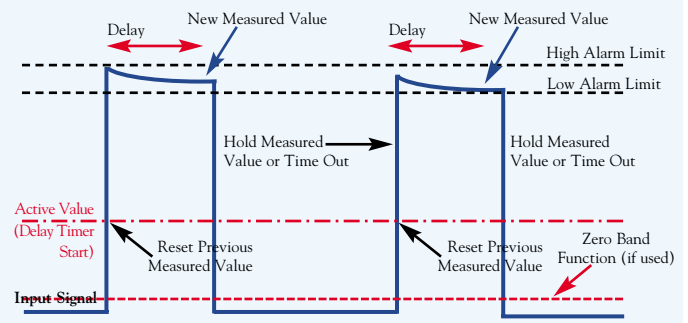 Delay
New Measured Value
Delay
New Measured Value
High Alarm Limit
Low Alarm Limit
Hold Measured
Value or Time Out
Hold Measured
Value or Time Out
Active Value
(Delay Timer
Start)
Reset Previous
Measured Value
Reset Previous
Measured Value
Zero Band
Function (if used)
Input Signal